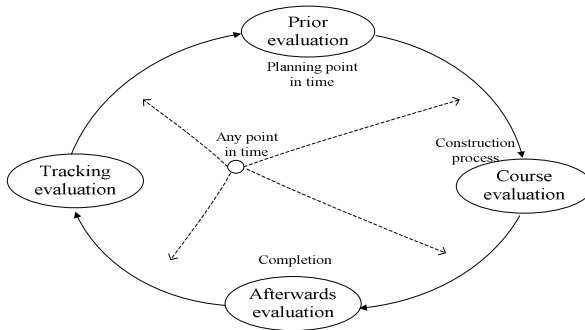 Prior
evaluation
Planning point
in time
Any point
in time
Construction
process
Tracking
evaluation
Course
evaluation
Completion
Afterwards
evaluation